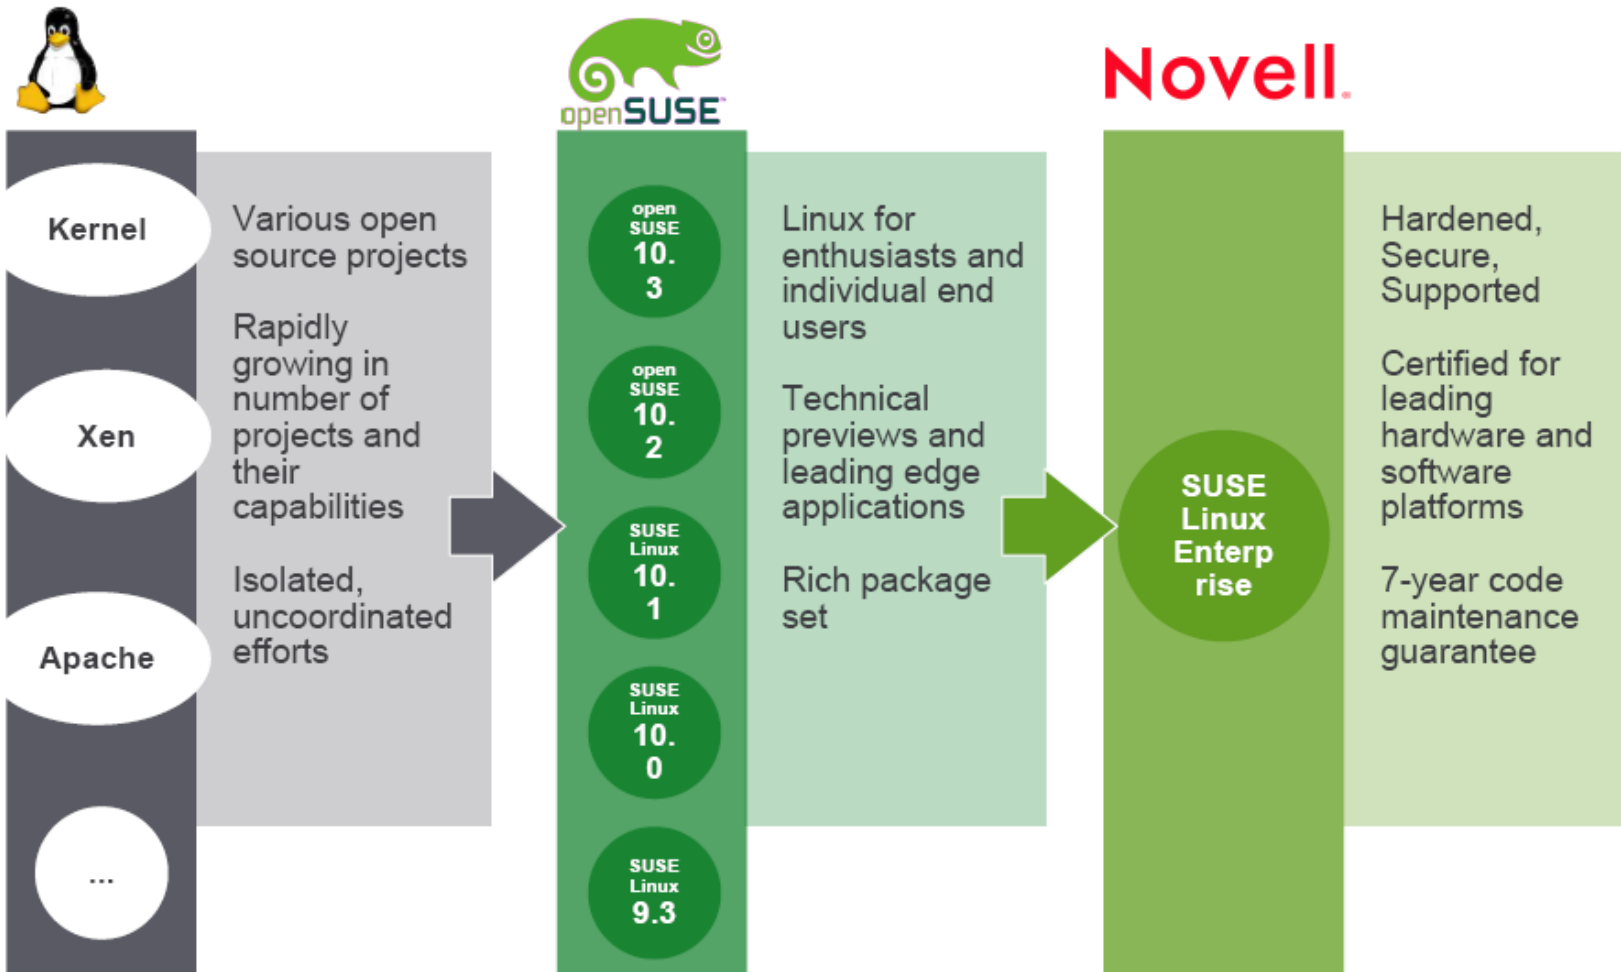 Kernel
Xen
Apache
...
Various open
source projects
Rapidly
growing in
number of
projects and
their
capabilities
Isolated,
uncoordinated
efforts
openSUSE™
open
SUSE
10.
3
open
SUSE
10.
2
SUSE
Linux
10.
1
SUSE
Linux
10.
0
SUSE
Linux
9.3
Linux for
enthusiasts and
individual end
users
Technical
previews and
leading edge
applications
Rich package
set
Novell®
SUSE
Linux
Enterp
rise
Hardened,
Secure,
Supported
Certified for
leading
hardware and
software
platforms
7-year code
maintenance
guarantee